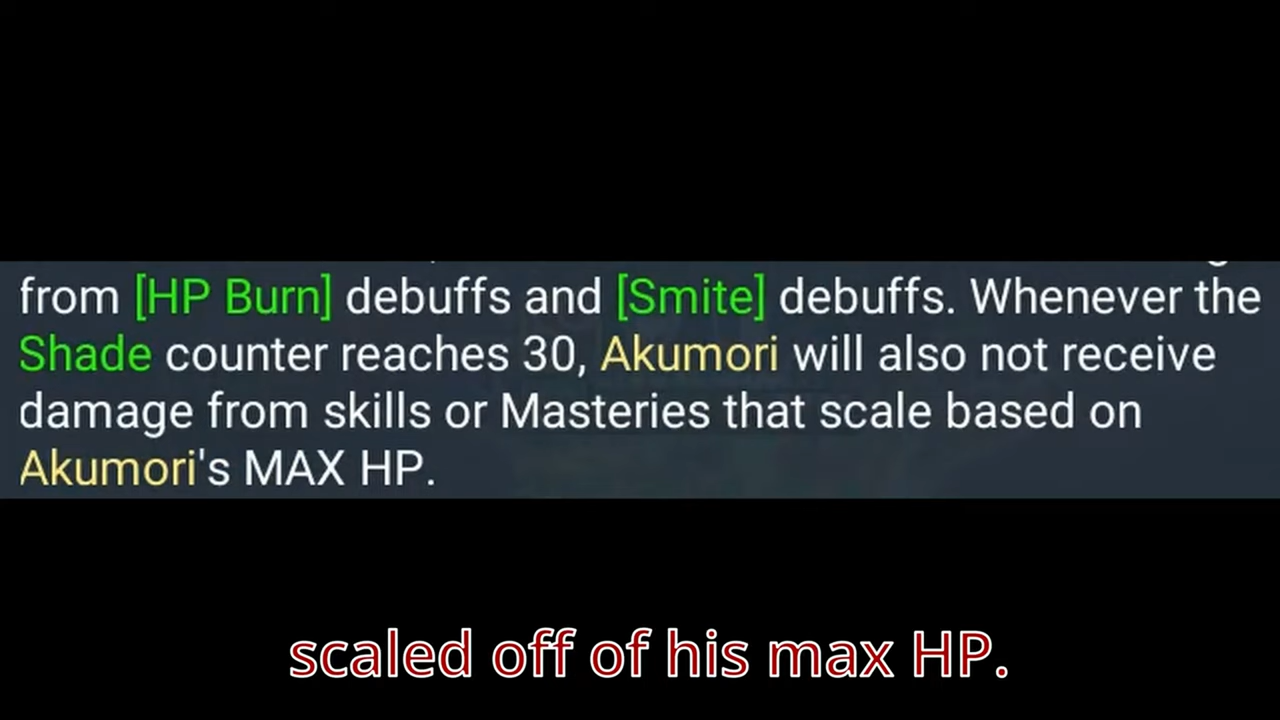 from [HP Burn] debuffs and [Smite] debuffs. Whenever the
Shade counter reaches 30, Akumori will also not receive
damage from skills or Masteries that scale based on
Akumori's MAX HP.
scaled off of his max HP.